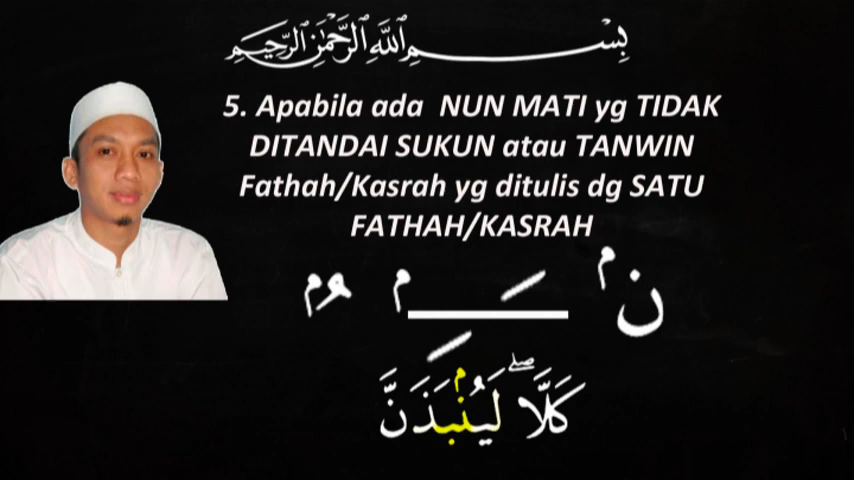 بِسْمِ اللَّهِ الرَّحْمَٰنِ الرَّحِيمِ
5. Apabila ada NUN MATI yg TIDAK
DITANDAI SUKUN atau TANWIN
Fathah/Kasrah yg ditulis dg SATU
FATHAH/KASRAH
نۢ ـَۢ ـِۢ ـُۢ
كَلَّاۖ لَيُنۢبَذَنَّ